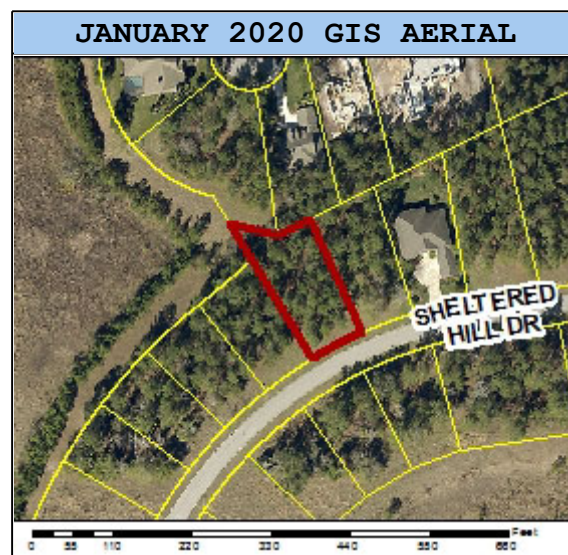 JANUARY 2020 GIS AERIAL
SHELTERED
HILL DR
Feet
0 55 110 220 330 440 550 660